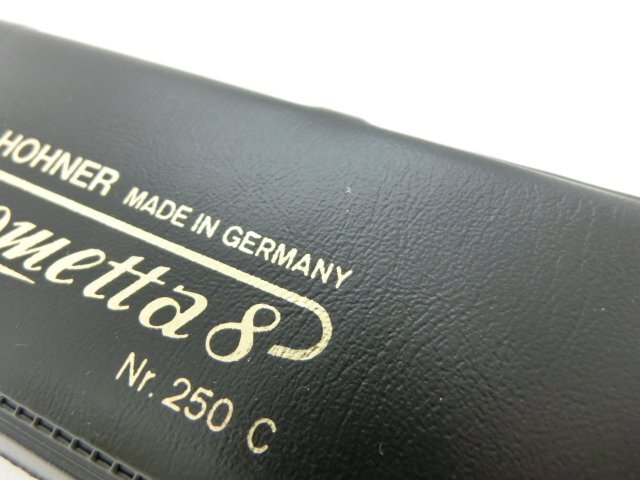 HOHNER MADE IN GERMANY
ometta 8
Nr. 250 C